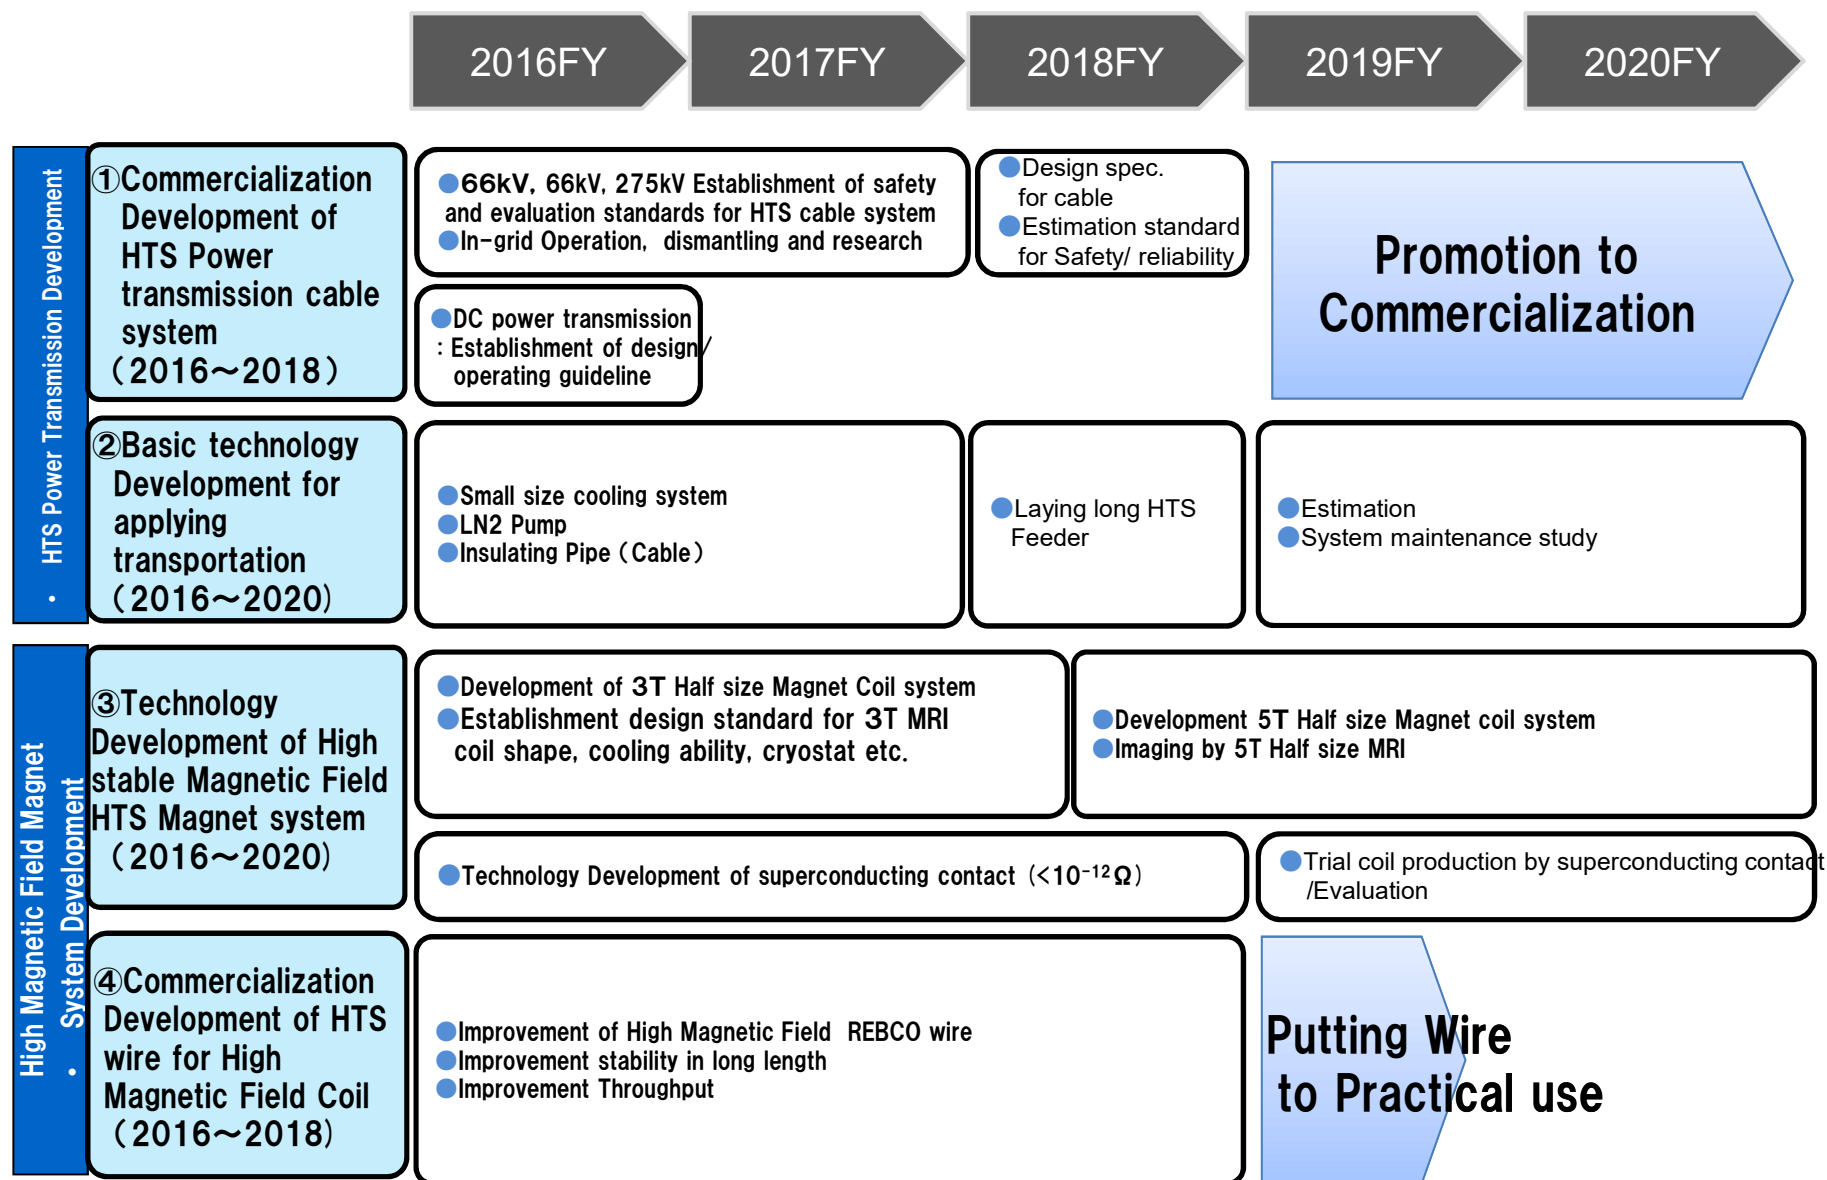 2016FY
2017FY
2018FY
2019FY
2020FY
・ HTS Power Transmission Development
①Commercialization
Development of
HTS Power
transmission cable
system
（2016～2018）
●66kV, 66kV, 275kV Establishment of safety
and evaluation standards for HTS cable system
●In-grid Operation, dismantling and research
●Design spec.
for cable
●Estimation standard
for Safety/ reliability
●DC power transmission
: Establishment of design/
operating guideline
Promotion to
Commercialization
②Basic technology
Development for
applying
transportation
（2016～2020)
●Small size cooling system
●LN2 Pump
●Insulating Pipe（Cable）
●Laying long HTS
Feeder
●Estimation
●System maintenance study
High Magnetic Field Magnet
・ System Development
③Technology
Development of High
stable Magnetic Field
HTS Magnet system
（2016～2020)
●Development of 3T Half size Magnet Coil system
●Establishment design standard for 3T MRI
coil shape, cooling ability, cryostat etc.
●Development 5T Half size Magnet coil system
●Imaging by 5T Half size MRI
●Technology Development of superconducting contact (<10⁻¹²Ω)
●Trial coil production by superconducting contact
/Evaluation
④Commercialization
Development of HTS
wire for High
Magnetic Field Coil
（2016～2018)
●Improvement of High Magnetic Field REBCO wire
●Improvement stability in long length
●Improvement Throughput
Putting Wire
to Practical use